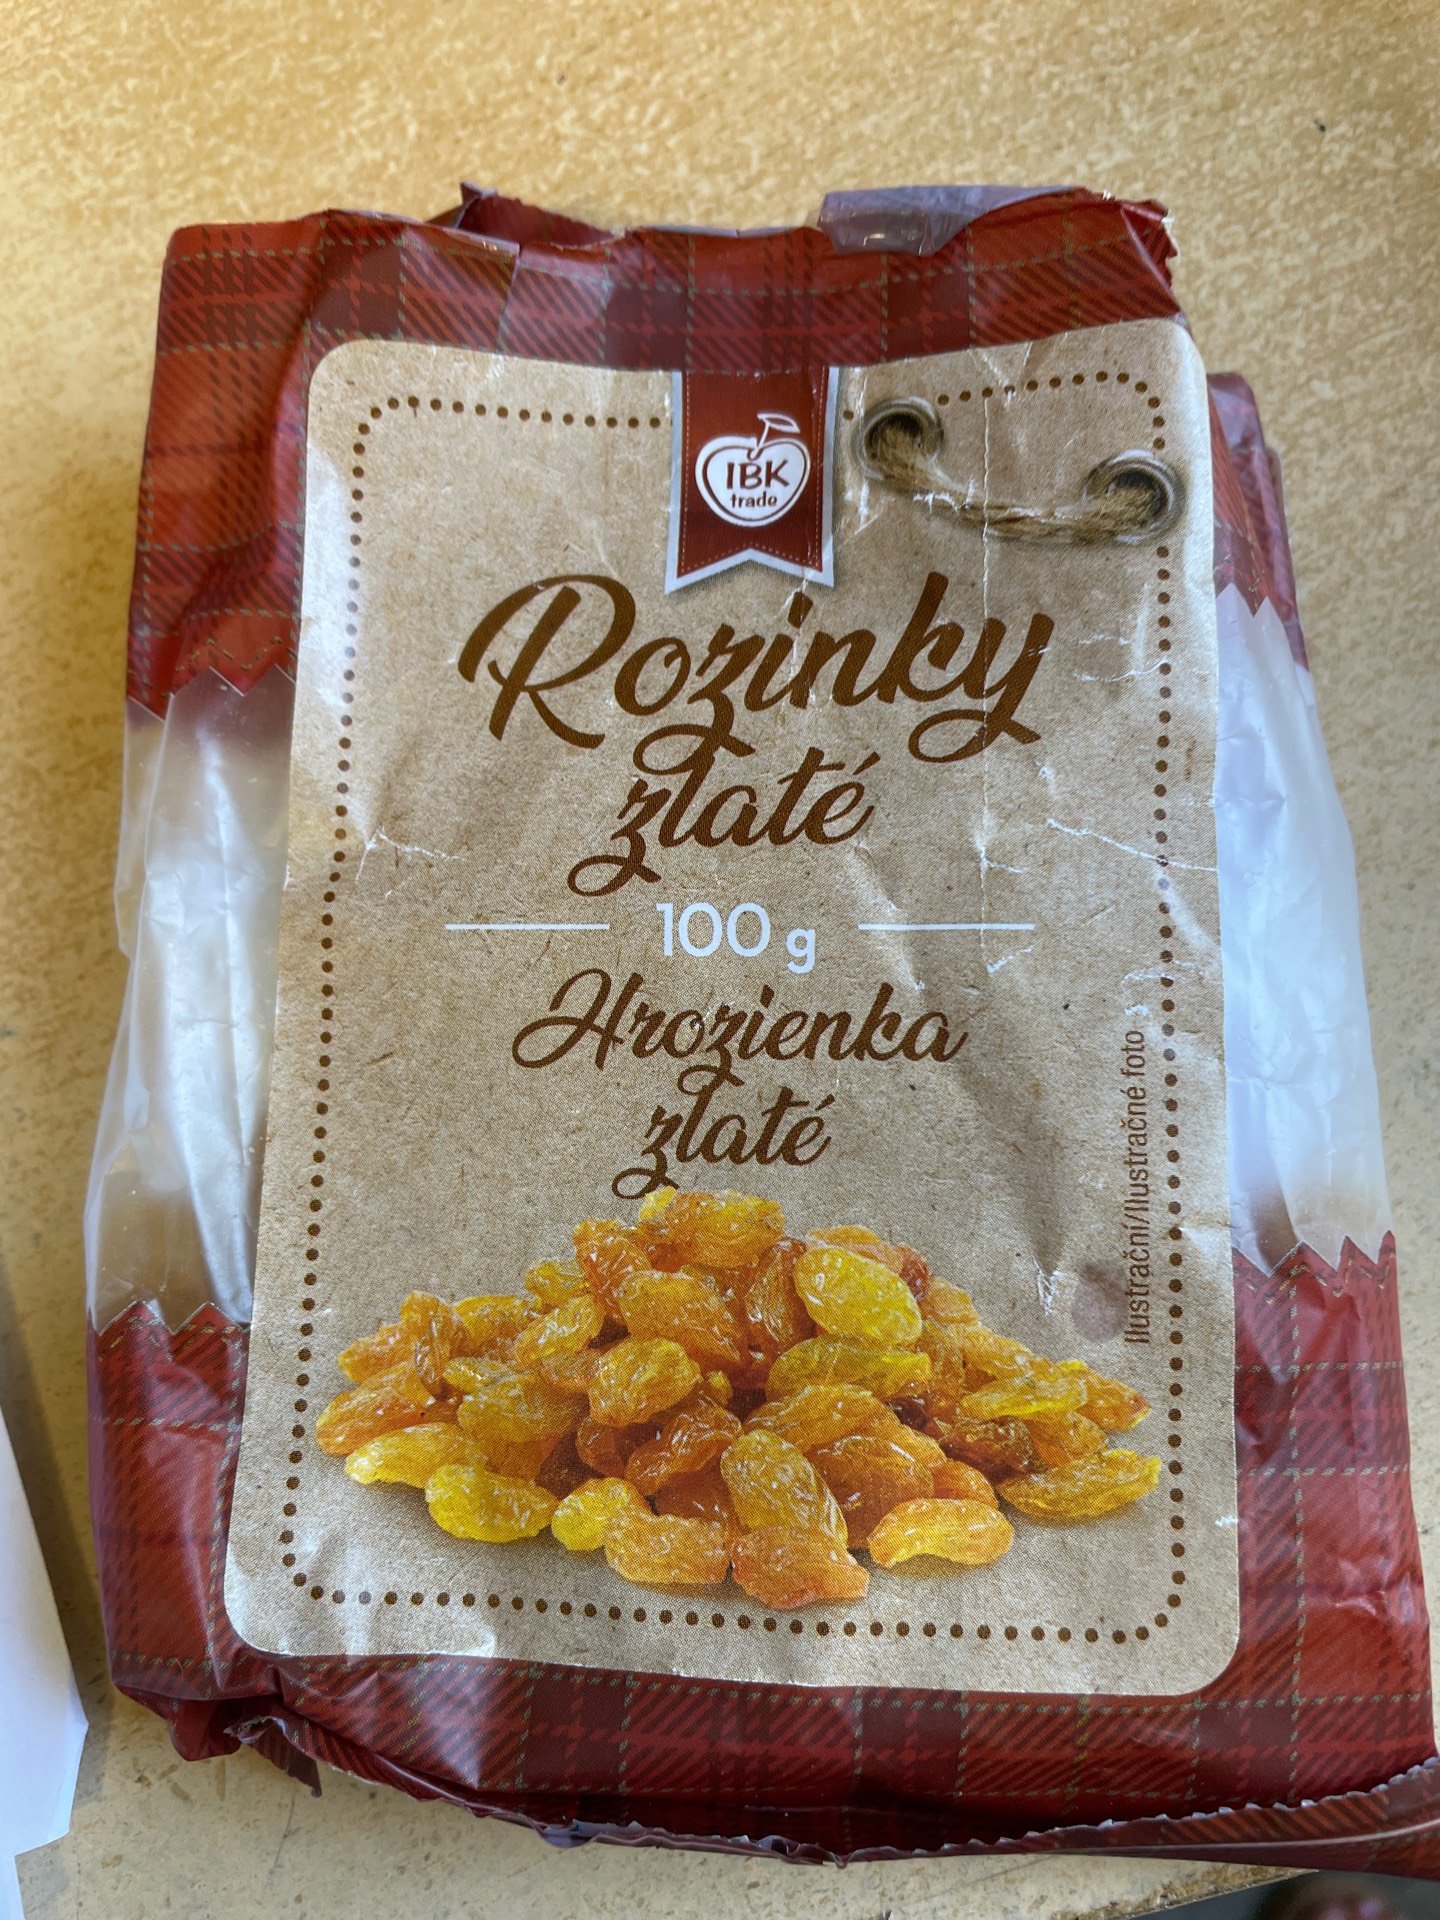 IBK
trade
Rozinky
zlaté
100 g
Hrozienka
zlaté
Ilustrační/Ilustračné foto